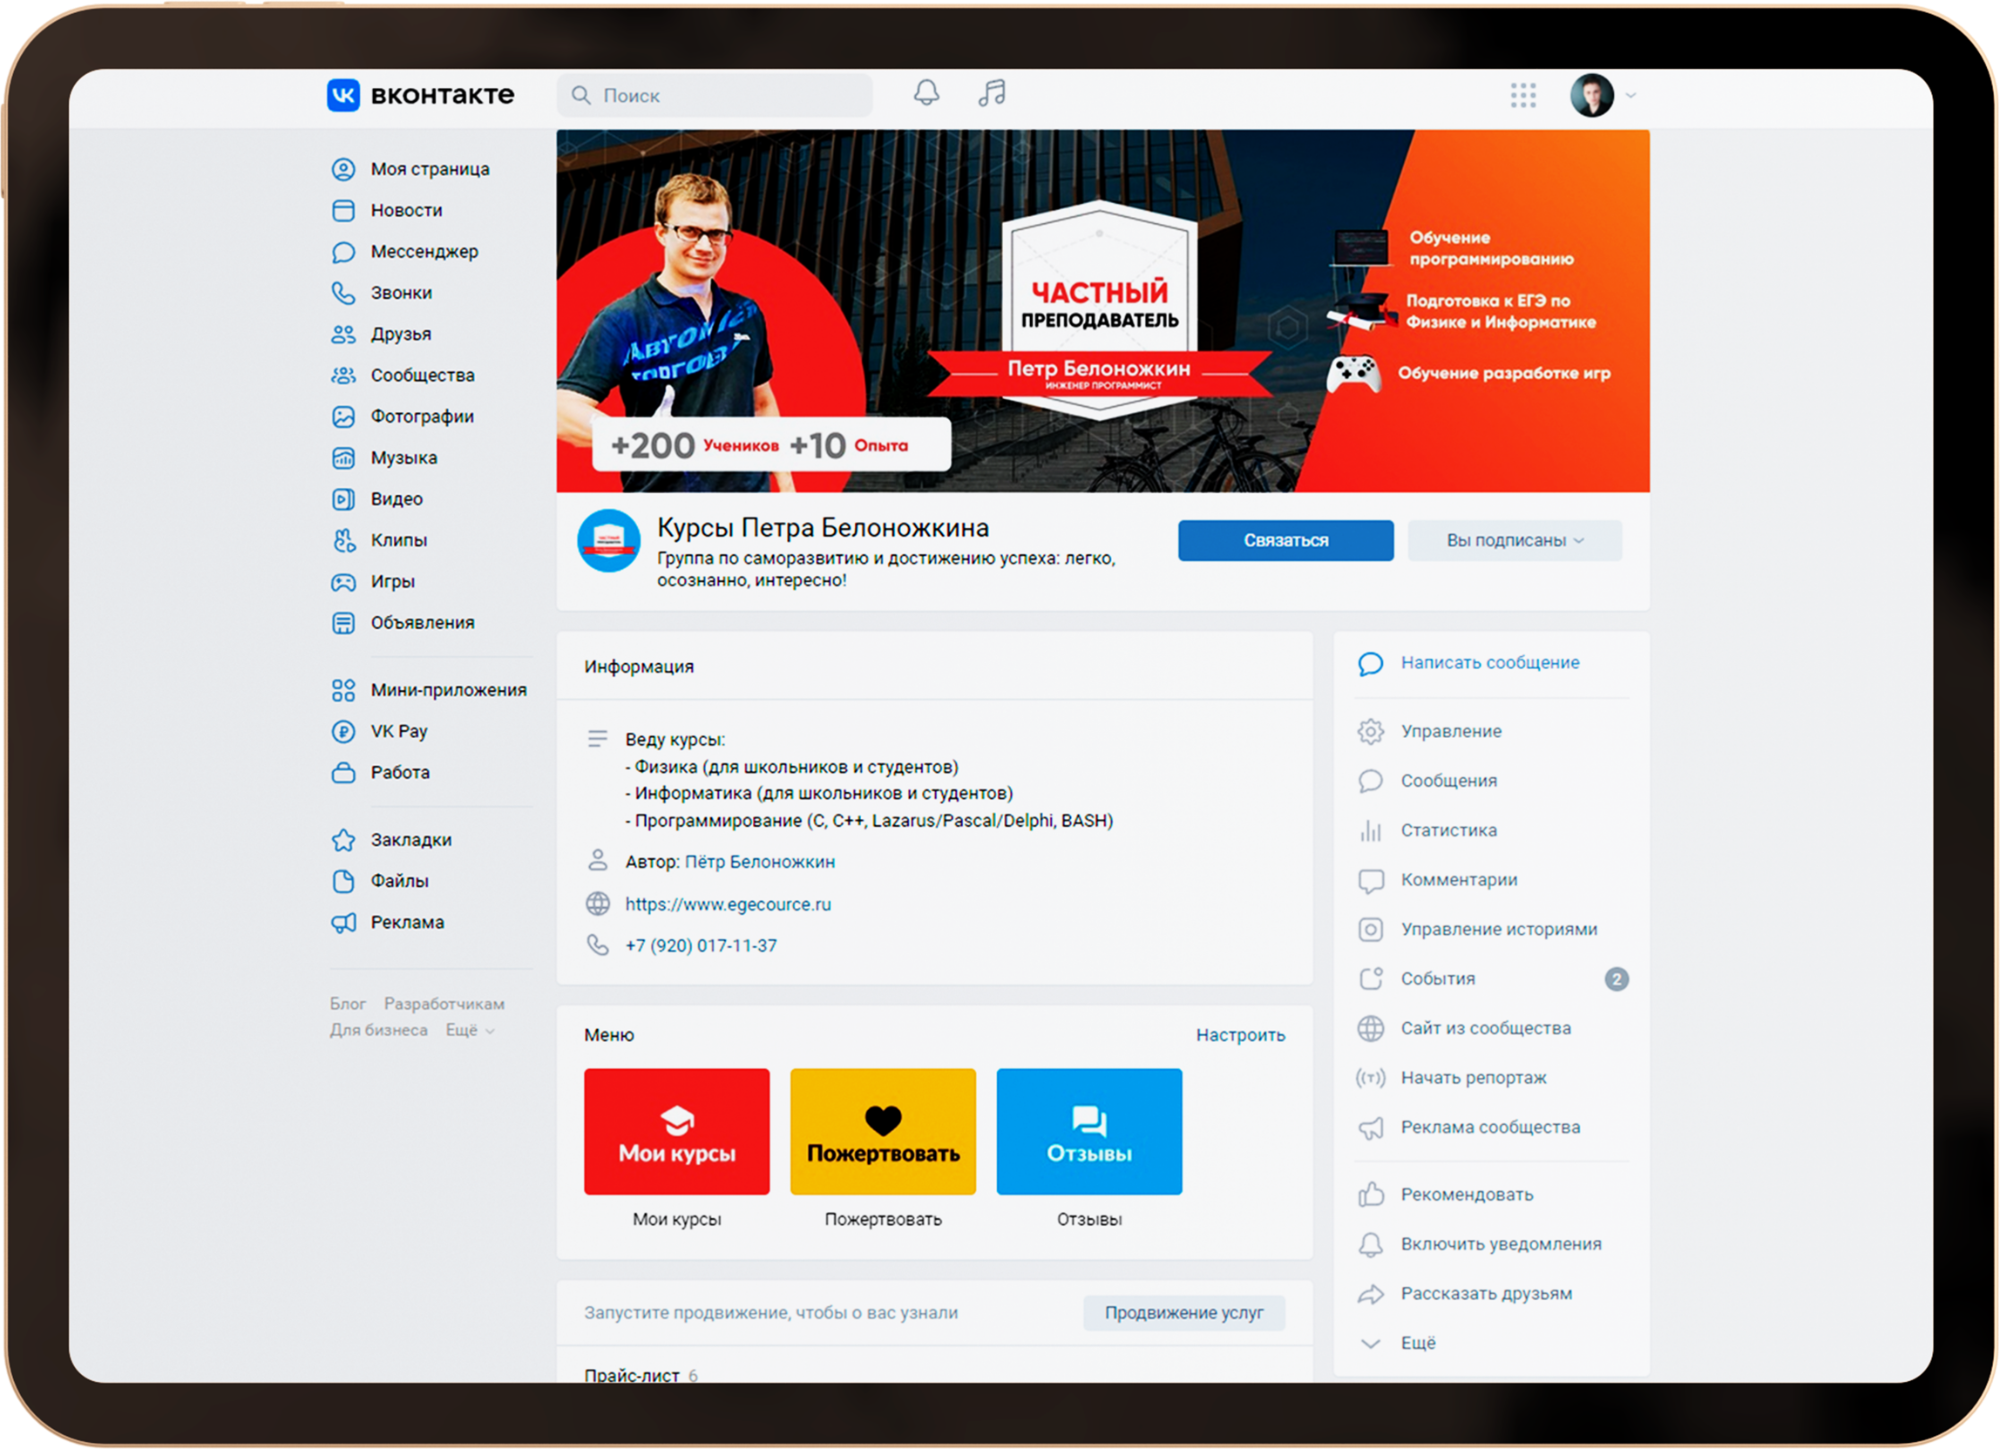 вконтакте
Поиск
Моя страница
Новости
Мессенджер
Звонки
Друзья
Сообщества
Фотографии
Музыка
Видео
Клипы
Игры
Объявления
Мини-приложения
VK Pay
Работа
Закладки
Файлы
Реклама
Блог Разработчикам
Для бизнеса Ещё
ЧАСТНЫЙ
ПРЕПОДАВАТЕЛЬ
Петр Белоножкин
ИНЖЕНЕР ПРОГРАММИСТ
+200 Учеников +10 Опыта
Обучение
программированию
Подготовка к ЕГЭ по
Физике и Информатике
Обучение разработке игр
Курсы Петра Белоножкина
Группа по саморазвитию и достижению успеха: легко,
осознанно, интересно!
Связаться
Вы подписаны
Информация
Веду курсы:
- Физика (для школьников и студентов)
- Информатика (для школьников и студентов)
- Программирование (C, C++, Lazarus/Pascal/Delphi, BASH)
Автор: Пётр Белоножкин
https://www.egecource.ru
+7 (920) 017-11-37
Меню
Настроить
Мои курсы
Пожертвовать
Отзывы
Мои курсы
Пожертвовать
Отзывы
Запустите продвижение, чтобы о вас узнали
Продвижение услуг
Прайс-лист 6
Написать сообщение
Управление
Сообщения
Статистика
Комментарии
Управление историями
События 2
Сайт из сообщества
Начать репортаж
Реклама сообщества
Рекомендовать
Включить уведомления
Рассказать друзьям
Ещё